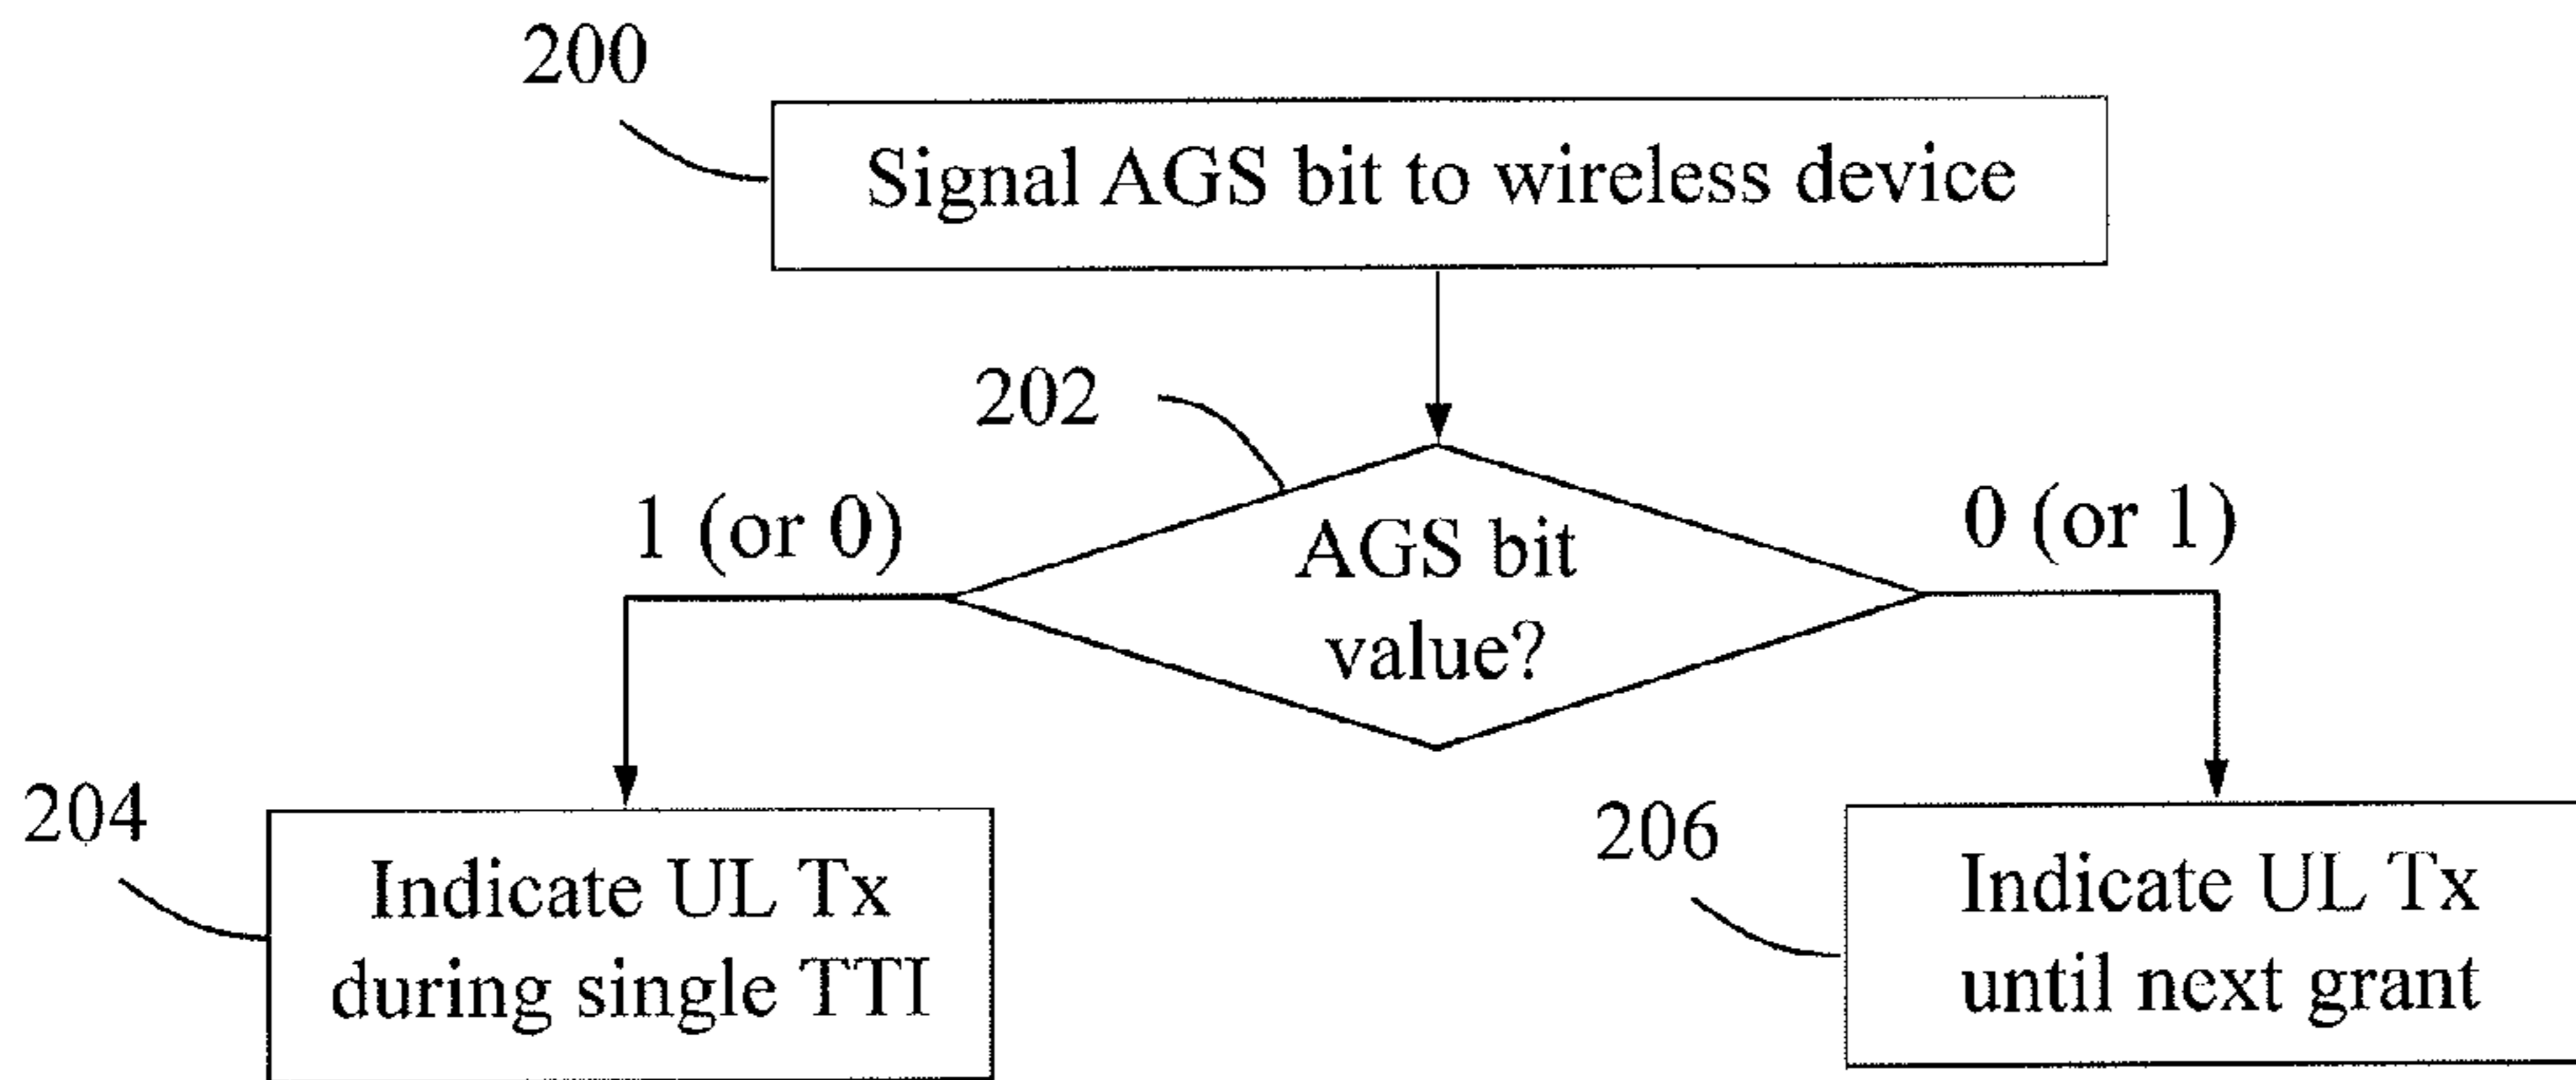 200
Signal AGS bit to wireless device
202
1 (or 0)
0 (or 1)
AGS bit
value?
204
206
Indicate UL Tx
during single TTI
Indicate UL Tx
until next grant